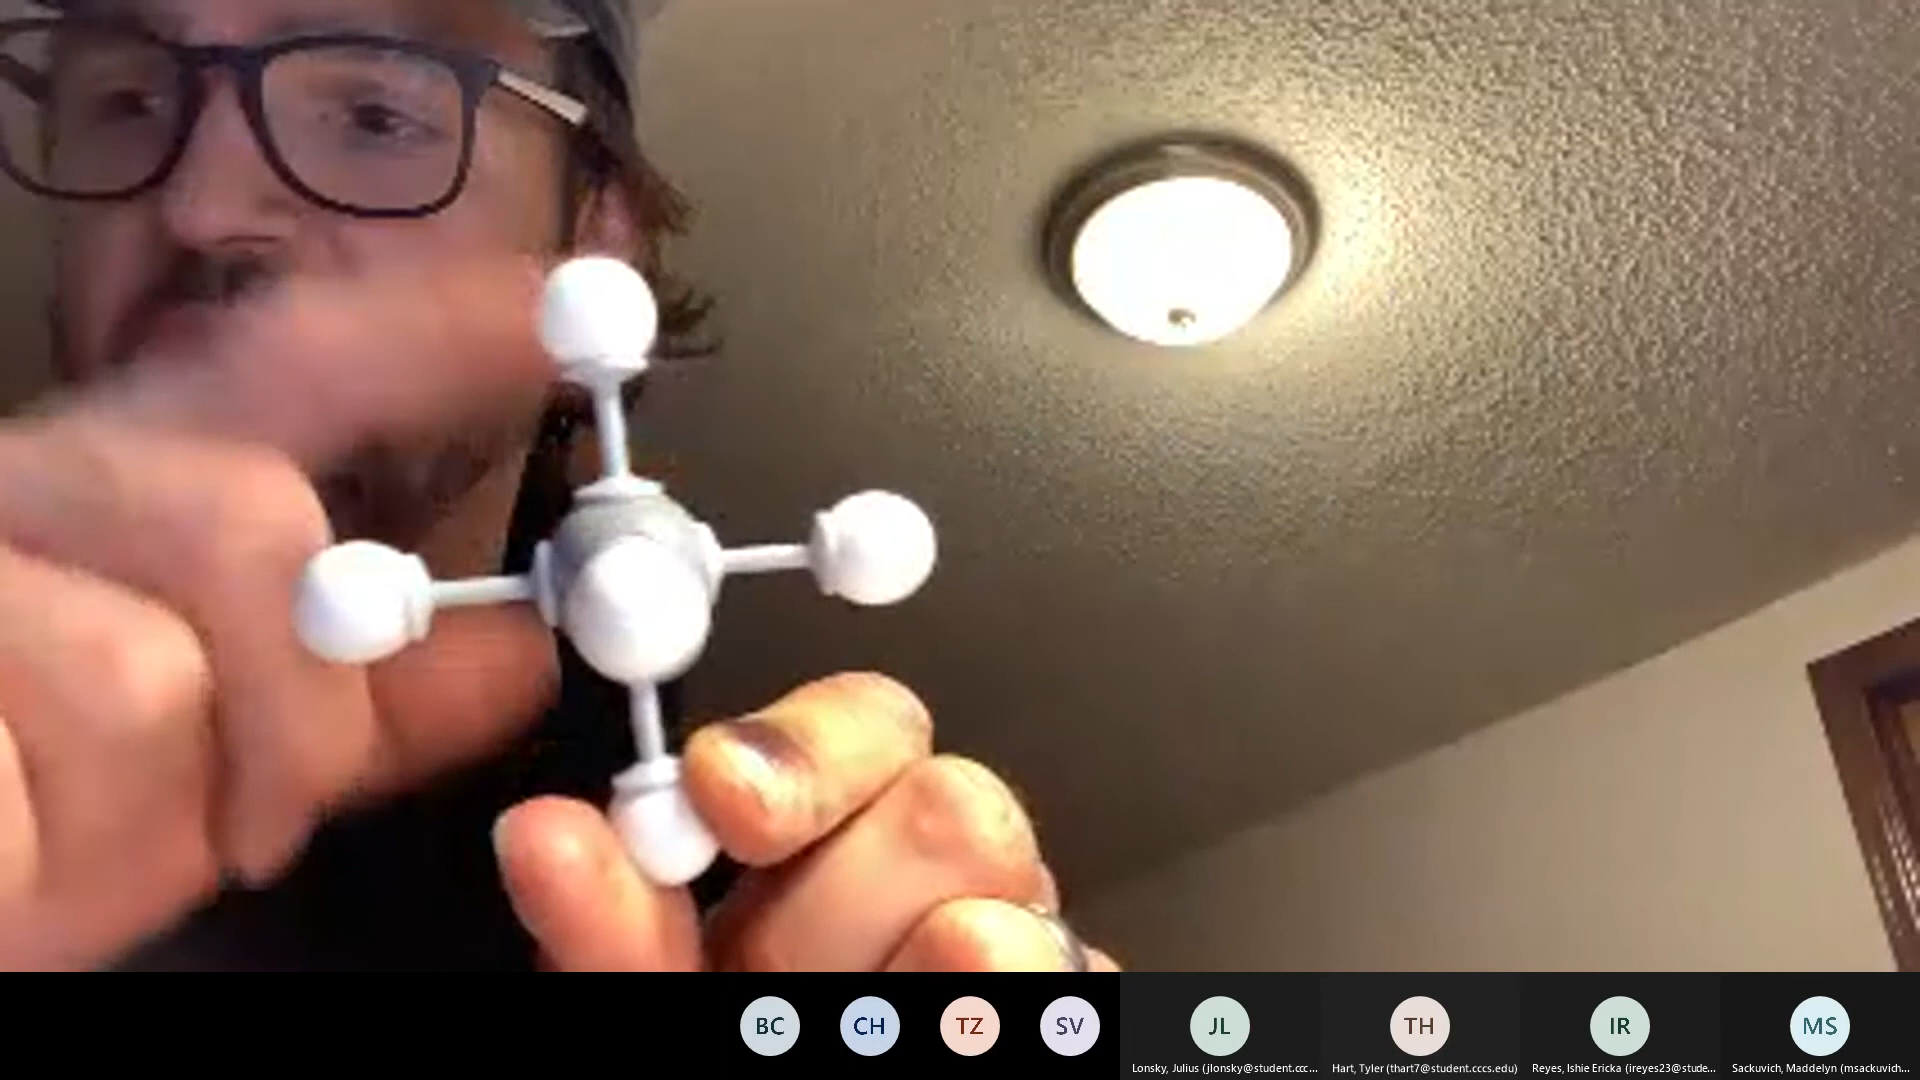 BC
CH
TZ
SV
JL
TH
IR
MS
Lonsky, Julius (jlonsky@student.ccc...
Hart, Tyler (thart7@student.cccs.edu)
Reyes, Ishie Ericka (ireyes23@stude...
Sackuvich, Maddelyn (msackuvich...